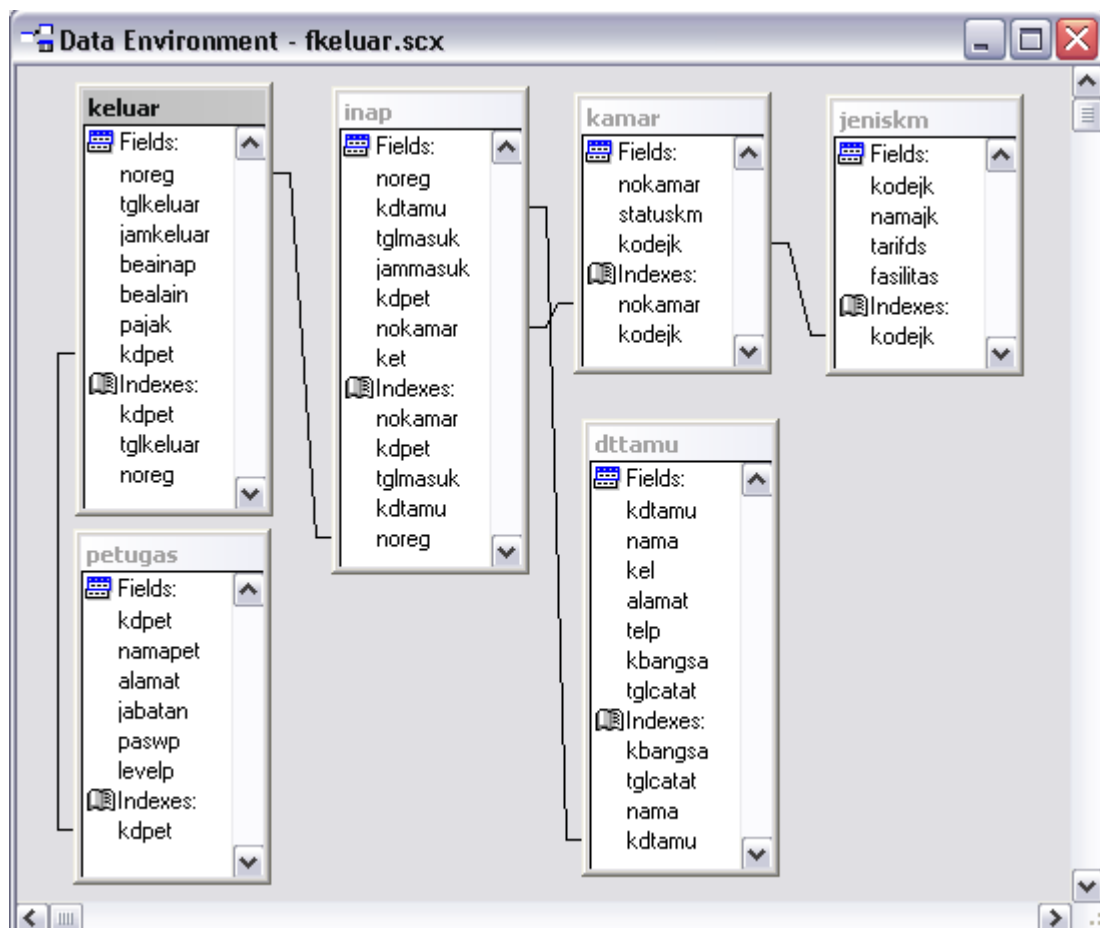 Data Environment - fkeluar.scx
keluar
Fields:
noreg
tglkeluar
jamkeluar
beainap
bealain
pajak
kdpet
Indexes:
kdpet
tglkeluar
noreg
inap
Fields:
noreg
kdtamu
tglmasuk
jammasuk
kdpet
nokamar
ket
Indexes:
nokamar
kdpet
tglmasuk
kdtamu
noreg
kamar
Fields:
nokamar
statuskm
kodejk
Indexes:
nokamar
kodejk
jeniskm
Fields:
kodejk
namajk
tarifds
fasilitas
Indexes:
kodejk
petugas
Fields:
kdpet
namapet
alamat
jabatan
paswp
levelp
Indexes:
kdpet
dttamu
Fields:
kdtamu
nama
kel
alamat
telp
kbangsa
tglcatat
Indexes:
kbangsa
tglcatat
nama
kdtamu